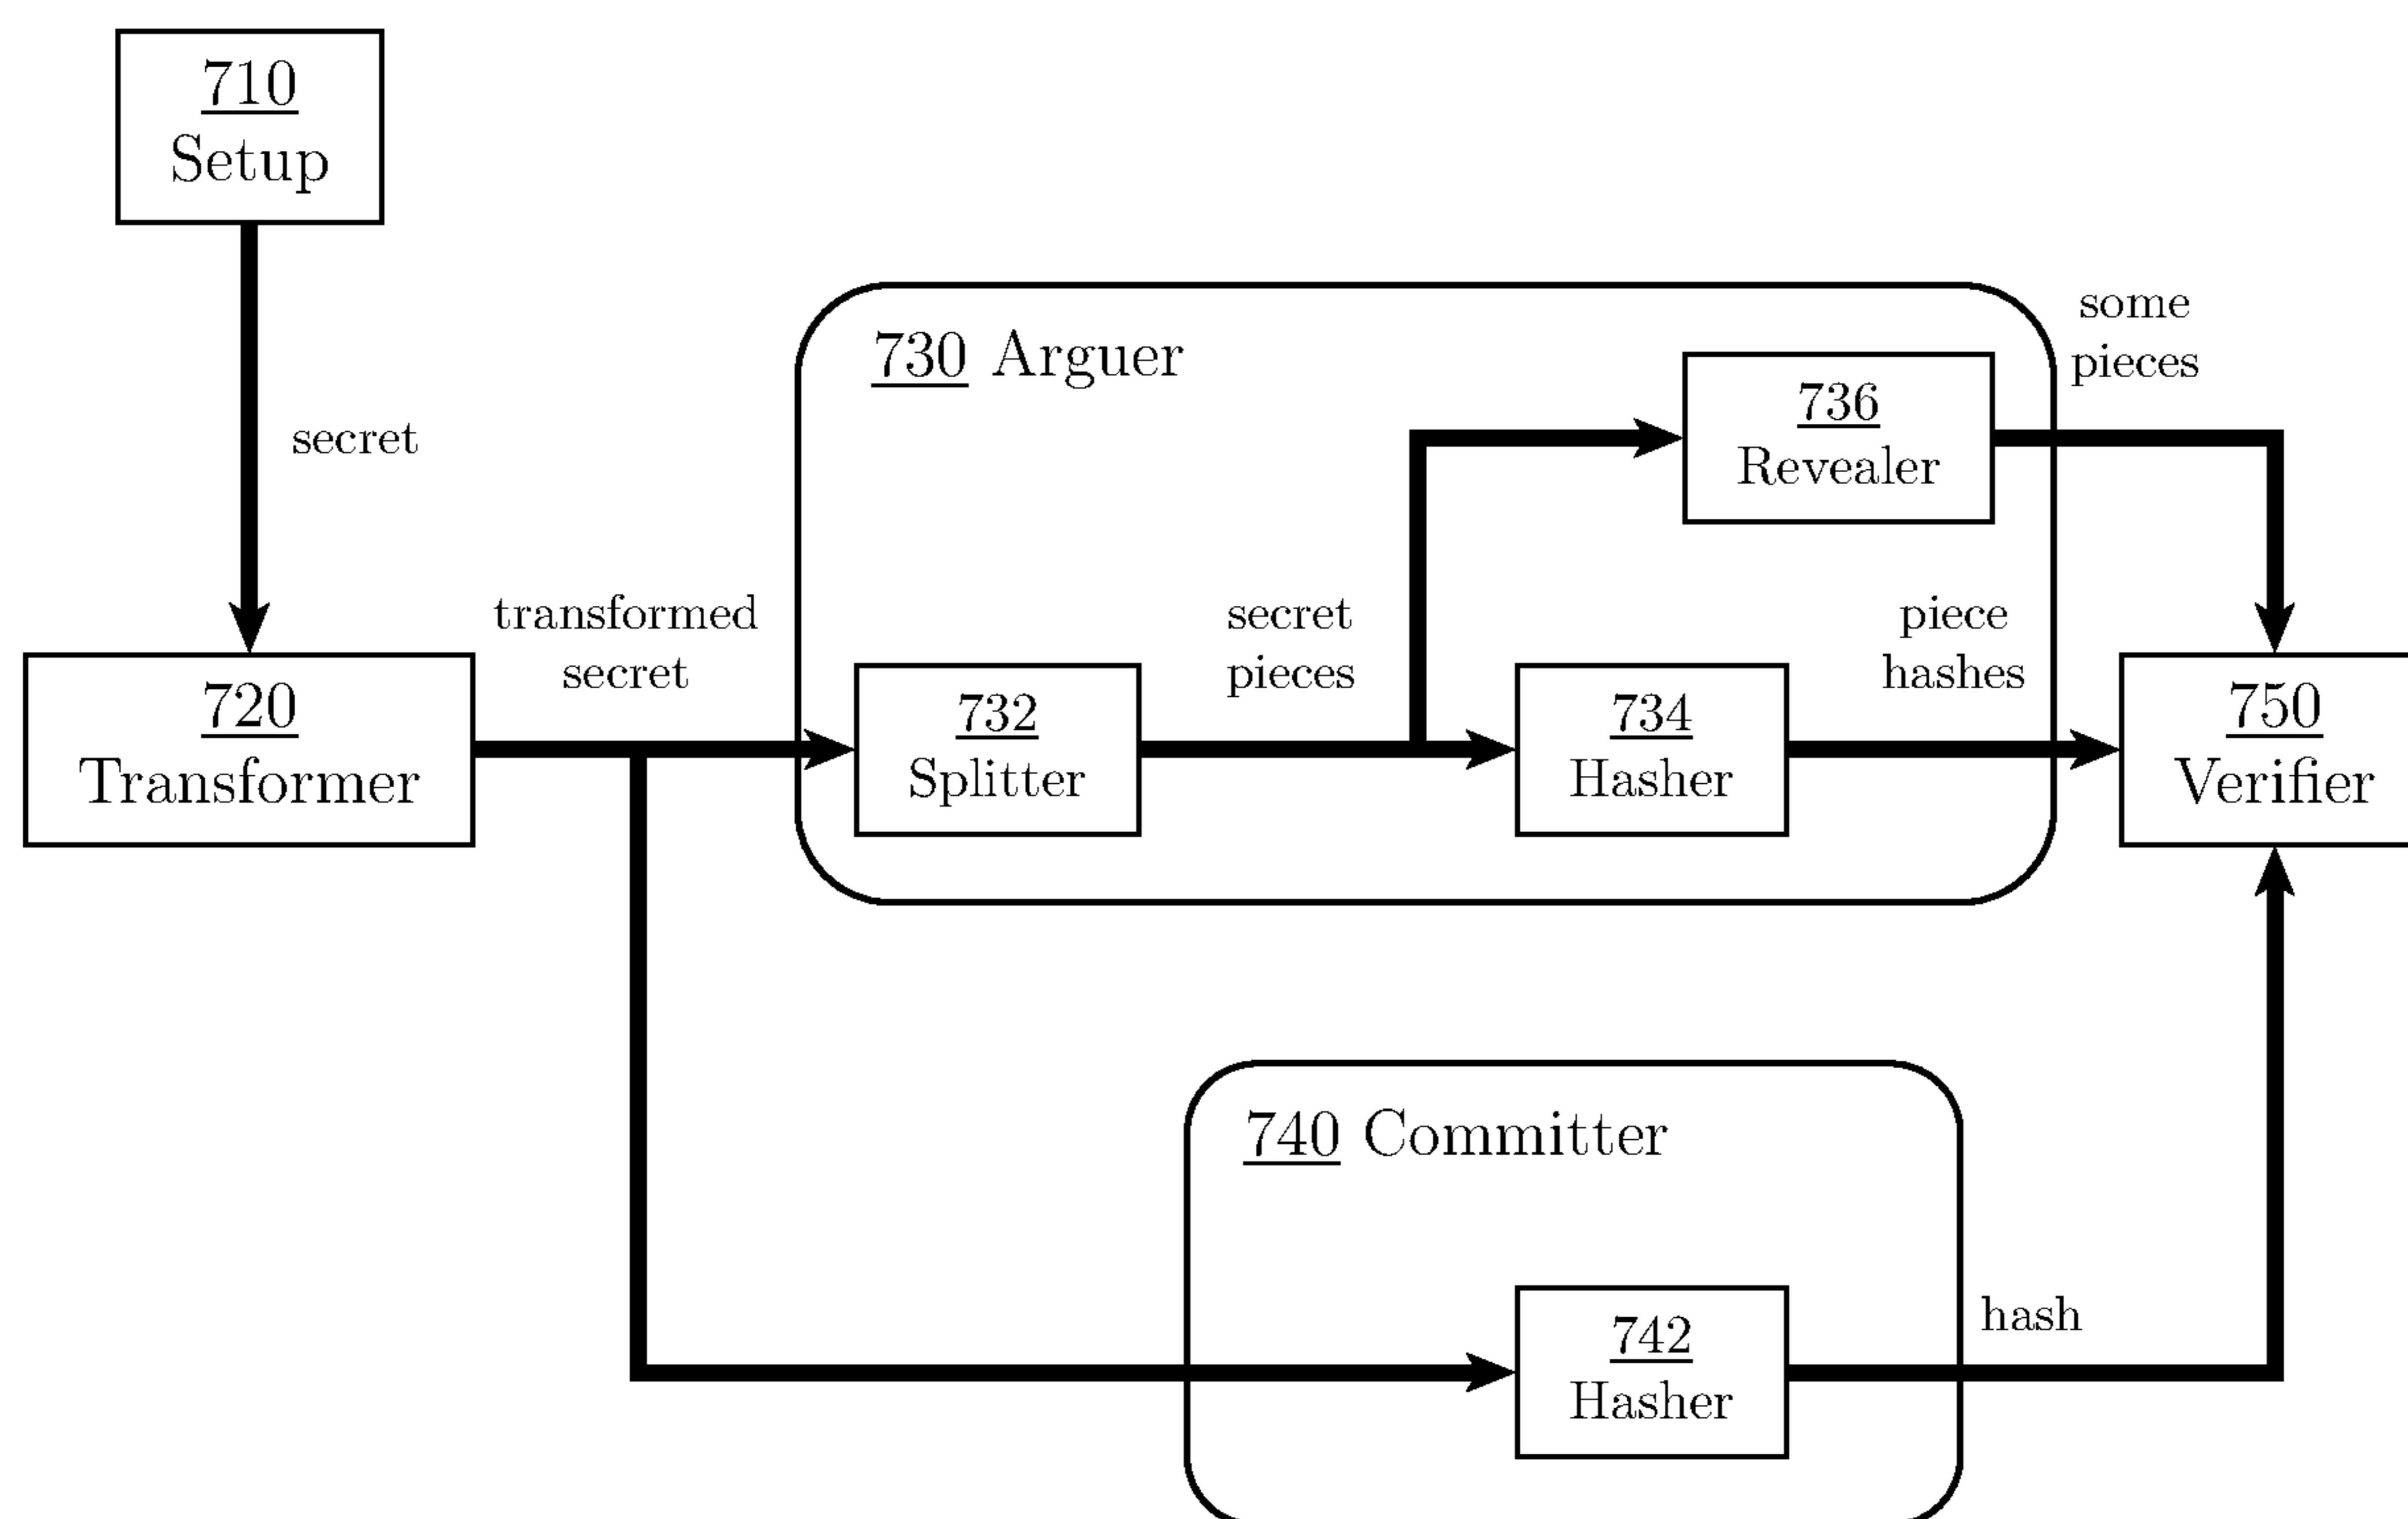 710
Setup
secret
730 Arguer
some
pieces
736
Revealer
transformed
secret
secret
pieces
piece
hashes
720
Transformer
732
Splitter
734
Hasher
750
Verifier
740 Committer
742
Hasher
hash